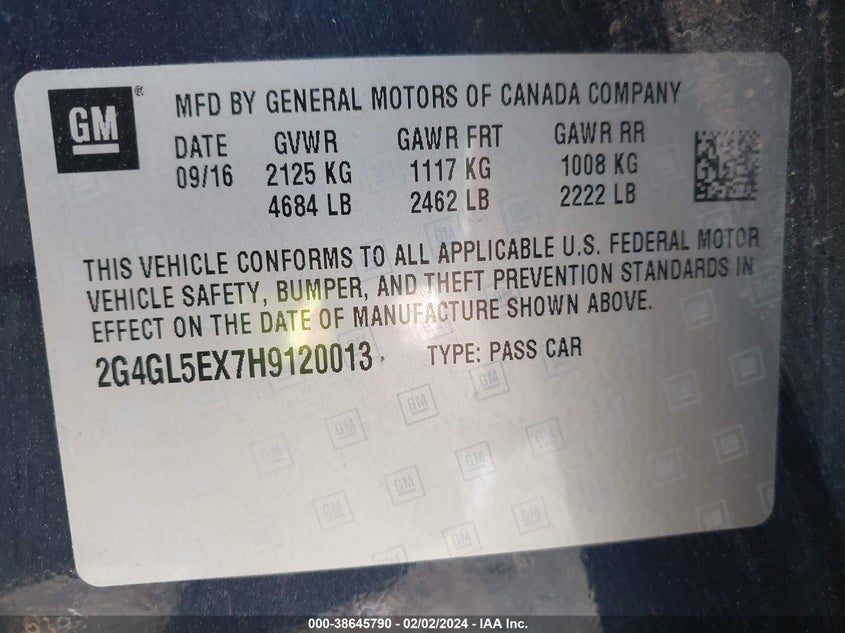 GM®
MFD BY GENERAL MOTORS OF CANADA COMPANY
DATE GVWR GAWR FRT GAWR RR
09/16 2125 KG 1117 KG 1008 KG
4684 LB 2462 LB 2222 LB
THIS VEHICLE CONFORMS TO ALL APPLICABLE U.S. FEDERAL MOTOR
VEHICLE SAFETY, BUMPER, AND THEFT PREVENTION STANDARDS IN
EFFECT ON THE DATE OF MANUFACTURE SHOWN ABOVE.
2G4GL5EX7H9120013 TYPE: PASS CAR
000-38645790 - 02/02/2024 - IAA Inc.